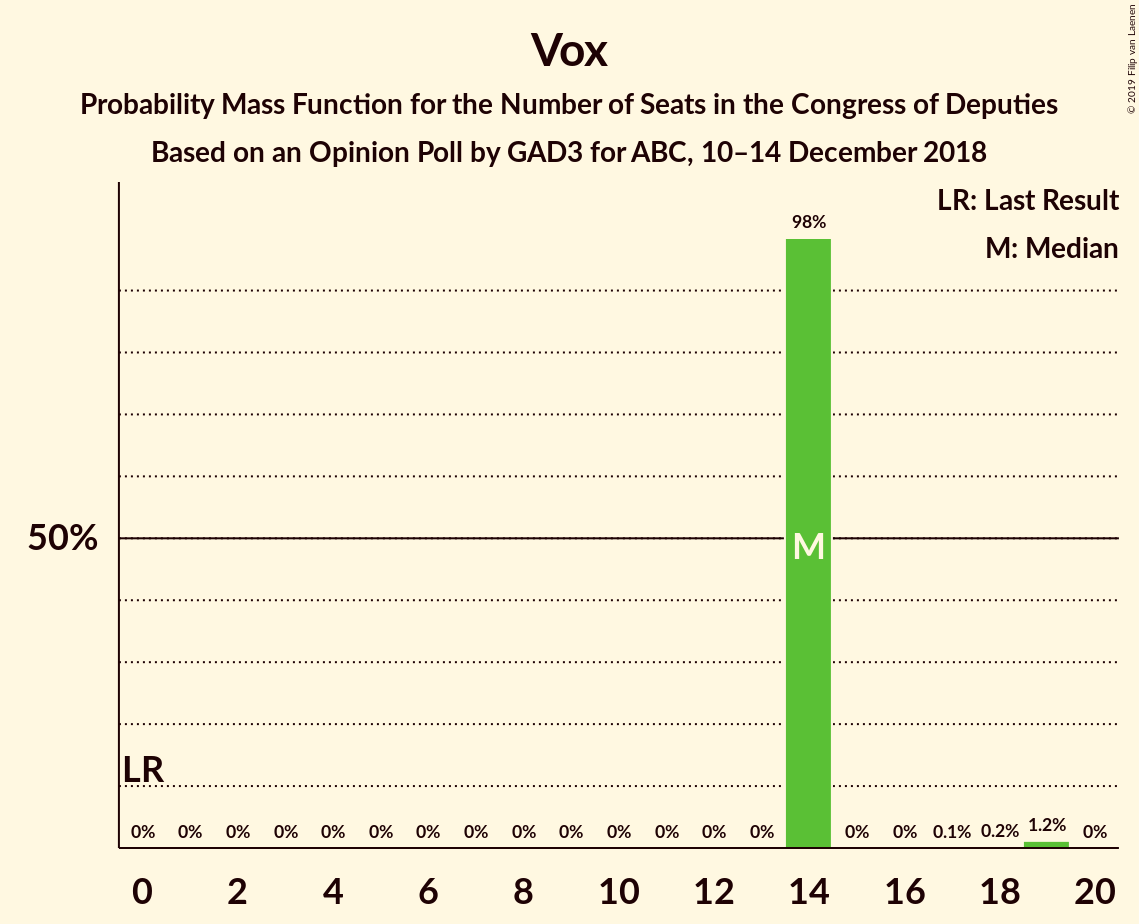 Vox
Probability Mass Function for the Number of Seats in the Congress of Deputies
Based on an Opinion Poll by GAD3 for ABC, 10–14 December 2018
© 2019 Filip van Laenen
LR: Last Result
M: Median
98%
50%
M
LR
0% 0% 0% 0% 0% 0% 0% 0% 0% 0% 0% 0% 0% 0% 0% 0% 0.1% 0.2% 1.2% 0%
0 2 4 6 8 10 12 14 16 18 20